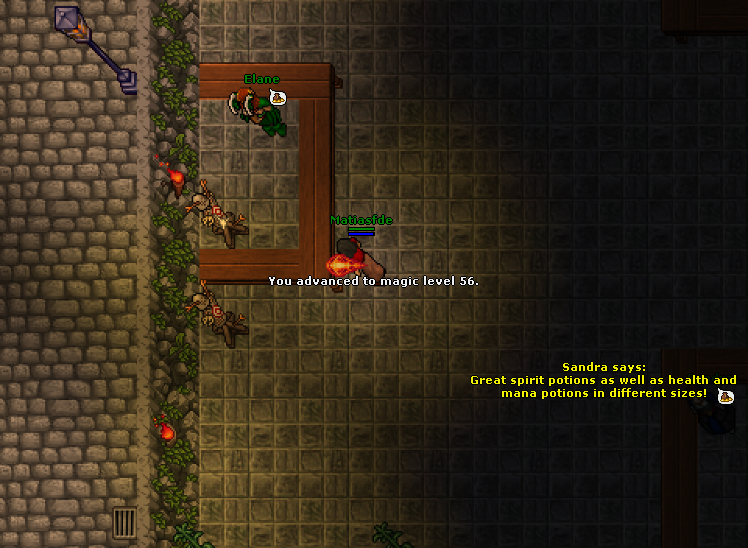 Elane
Matiasfde
You advanced to magic level 56.
Sandra says:
Great spirit potions as well as health and
mana potions in different sizes!